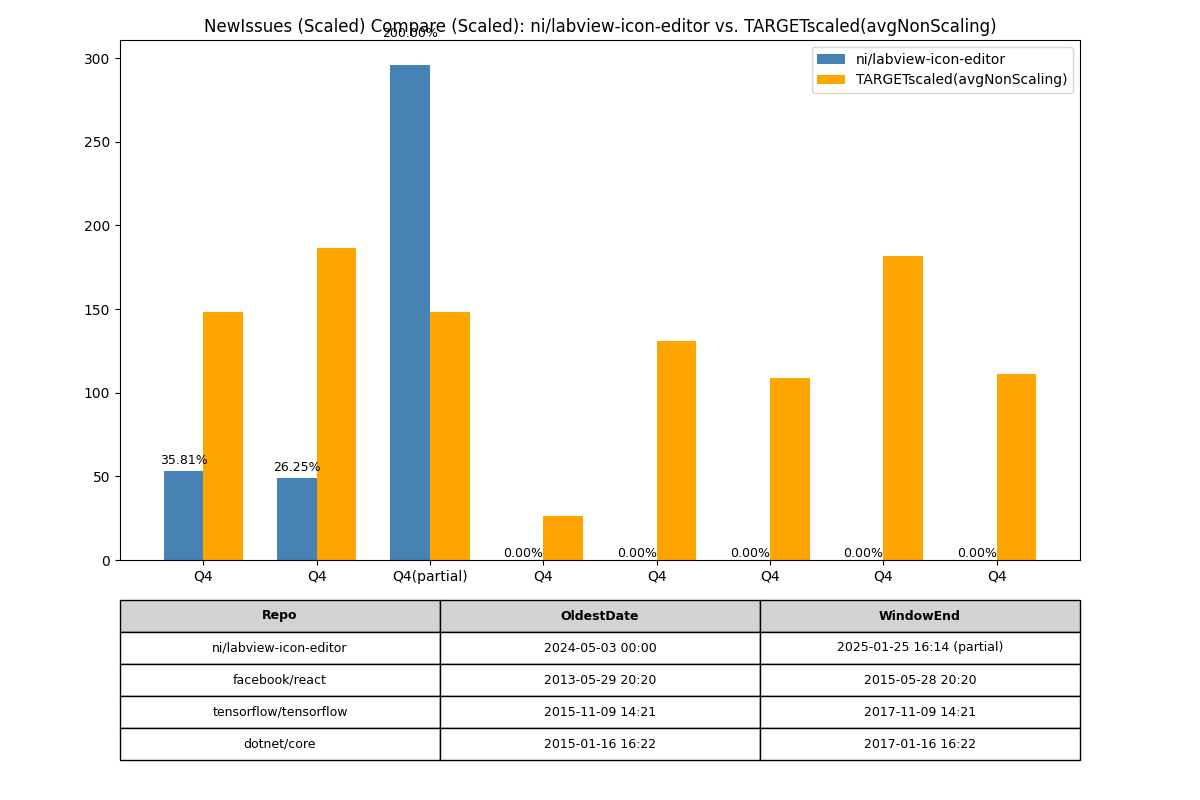 NewIssues (Scaled) Compare (Scaled): ni/labview-icon-editor vs. TARGETscaled(avgNonScaling)
200.00%
ni/labview-icon-editor
TARGETscaled(avgNonScaling)
300
250
200
150
100
50
0
35.81%
26.25%
0.00%
0.00%
0.00%
0.00%
0.00%
Q4
Q4
Q4(partial)
Q4
Q4
Q4
Q4
Q4
Repo OldestDate WindowEnd
ni/labview-icon-editor 2024-05-03 00:00 2025-01-25 16:14 (partial)
facebook/react 2013-05-29 20:20 2015-05-28 20:20
tensorflow/tensorflow 2015-11-09 14:21 2017-11-09 14:21
dotnet/core 2015-01-16 16:22 2017-01-16 16:22